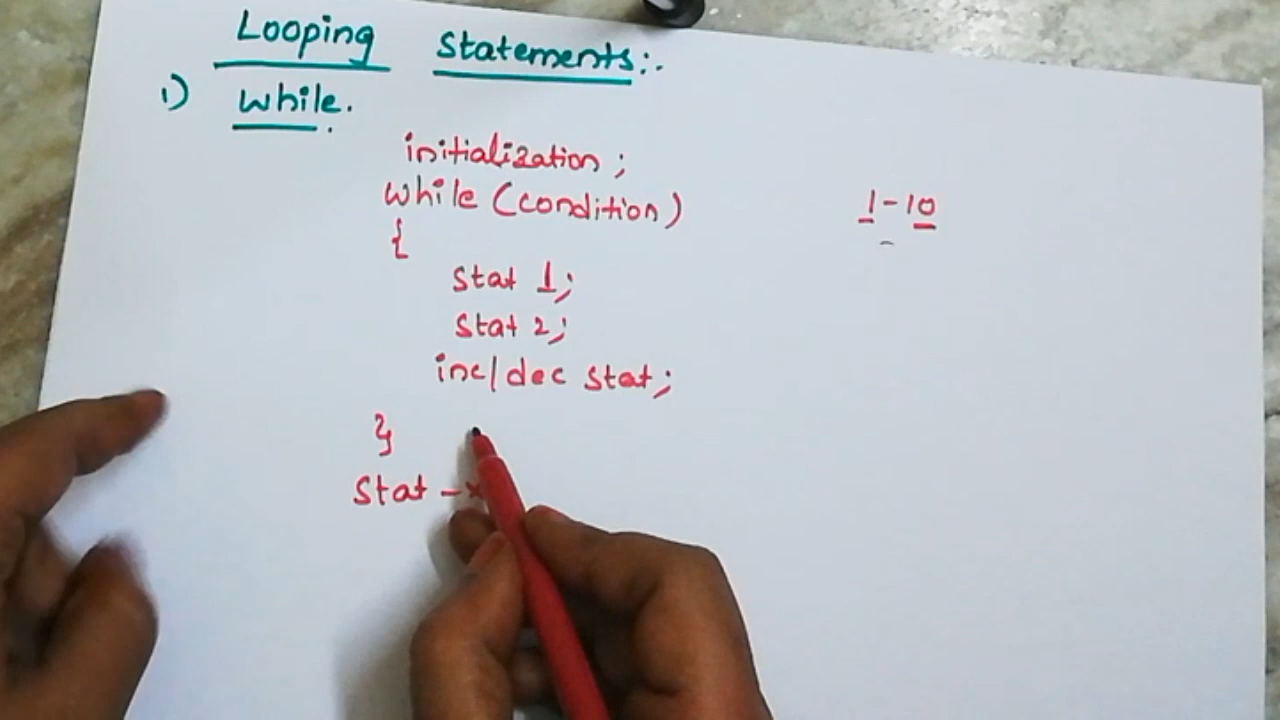 Looping Statements:.
1) While.
initialization;
While (condition)
1-10
{
Stat 1;
Stat 2;
inc/dec Stat;
}
Stat-x